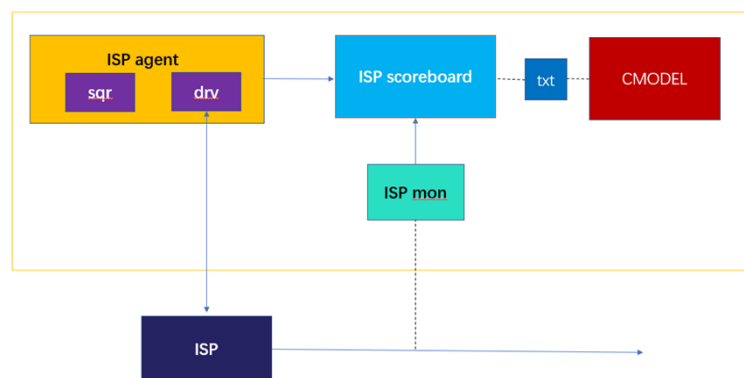 ISP agent
sqr
drv
ISP scoreboard
txt
CMODEL
ISP mon
ISP